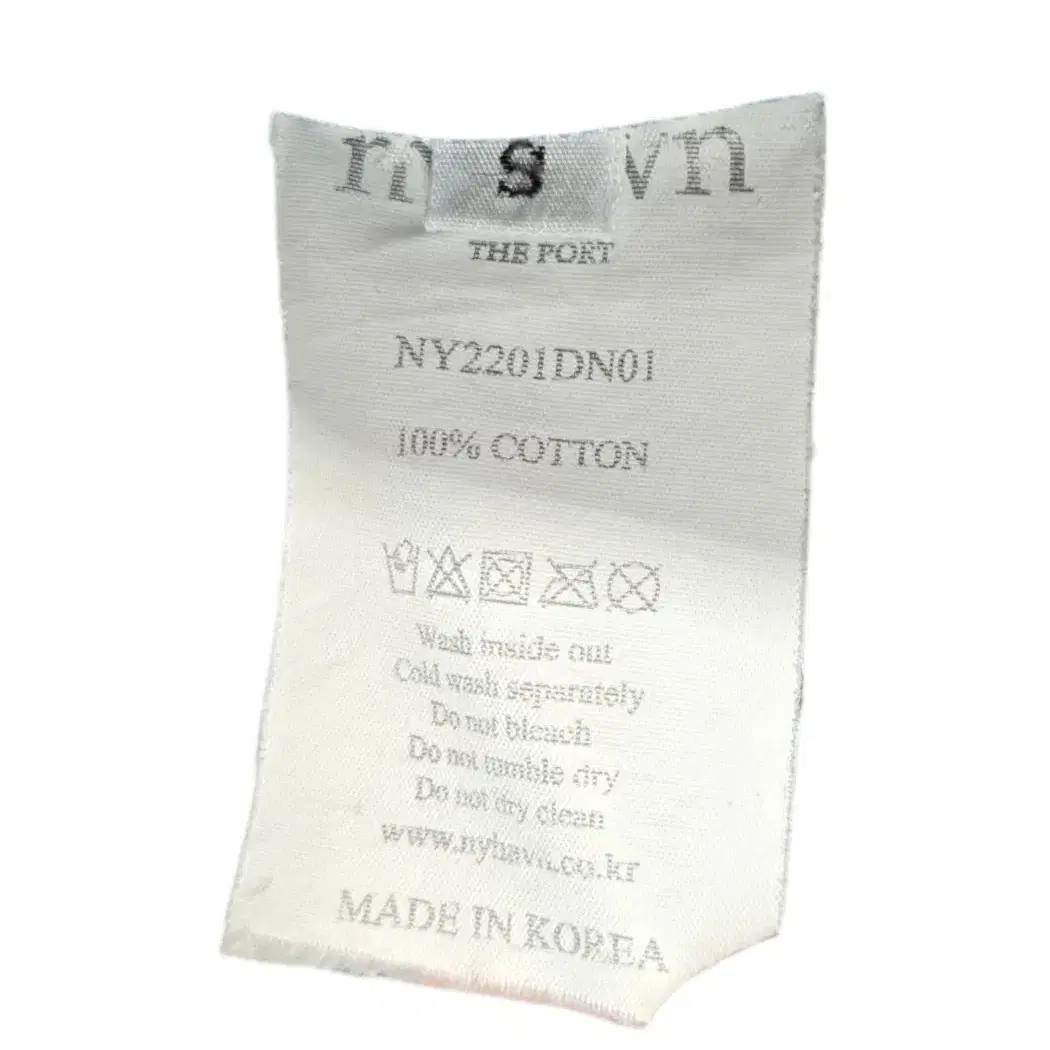 S
THE PORT
NY2201DN01
100% COTTON
Wash inside out
Cold wash separately
Do not bleach
Do not tumble dry
Do not dry clean
www.nyhavn.co.kr
MADE IN KOREA